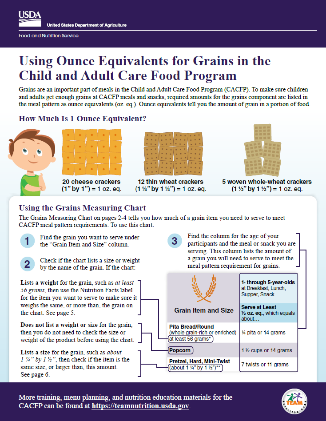 USDA
United States Department of Agriculture
Food and Nutrition Service
Using Ounce Equivalents for Grains in the
Child and Adult Care Food Program
Grains are an important part of meals in the Child and Adult Care Food Program (CACFP). To make sure children
and adults get enough grains at CACFP meals and snacks, required amounts for the grains component are listed in
the meal pattern as ounce equivalents (oz. eq.). Ounce equivalents tell you the amount of grain in a portion of food.
How Much Is 1 Ounce Equivalent?
20 cheese crackers
(1" by 1") = 1 oz. eq.
12 thin wheat crackers
(1 ¼" by 1 ¼") = 1 oz. eq.
5 woven whole-wheat crackers
(1 ½" by 1 ½") = 1 oz. eq.
Using the Grains Measuring Chart
The Grains Measuring Chart on pages 2-4 tells you how much of a grain item you need to serve to meet
CACFP meal pattern requirements. To use this chart:
1
Find the grain you want to serve under
the "Grain Item and Size" column.
2
Check if the chart lists a size or weight
by the name of the grain. If the chart:
Lists a weight for the grain, such as at least
56 grams, then use the Nutrition Facts label
for the item you want to serve to make sure it
weighs the same, or more than, the grain on
the chart. See page 5.
Does not list a weight or size for the grain,
then you do not need to check the size or
weight of the product before using the chart.
Lists a size for the grain, such as about
1 ¼" by 1 ½", then check if the item is the
same size, or larger than, this amount.
See page 6.
3
Find the column for the age of your
participants and the meal or snack you are
serving. This column lists the amount of
a grain you will need to serve to meet the
meal pattern requirement for grains.
Grain Item and Size
1- through 5-year-olds
at Breakfast, Lunch,
Supper, Snack
Serve at Least
½ oz. eq., which equals
about...
Pita Bread/Round
(whole grain-rich or enriched)
at least 56 grams*
¼ pita or 14 grams
Popcorn
1 ½ cups or 14 grams
Pretzel, Hard, Mini-Twist
(about 1 ¼" by 1 ½")**
7 twists or 11 grams
More training, menu planning, and nutrition education materials for the
CACFP can be found at https://teamnutrition.usda.gov